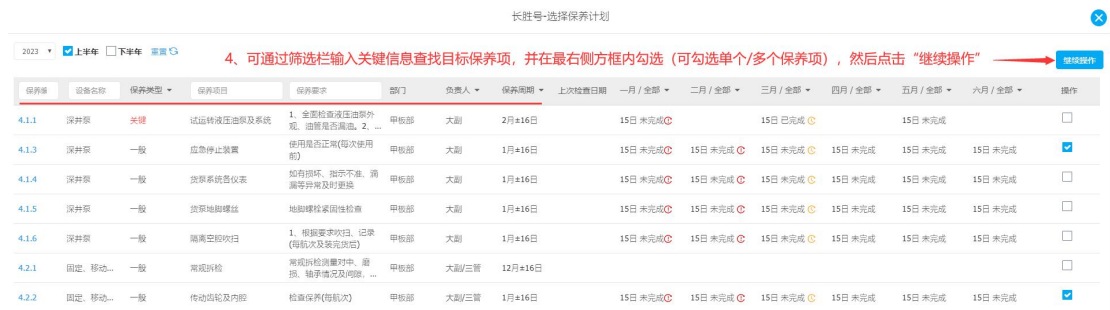 长胜号-选择保养计划
2023 上半年 下半年 重置
4、可通过筛选栏输入关键信息查找目标保养项，并在最右侧方框内勾选（可勾选单个/多个保养项），然后点击“继续操作”
继续操作
保养编 设备名称 保养类型 保养项目 保养要求 部门 负责人 保养周期 上次检查日期 一月 / 全部 二月 / 全部 三月 / 全部 四月 / 全部 五月 / 全部 六月 / 全部 操作
4.1.1 深井泵 关键 试运转液压油泵及系统 1、全面检查液压油泵外观，油管是否漏油。2、... 甲板部 大副 2月±16日 15日 未完成 15日 已完成 15日 未完成
4.1.3 深井泵 一般 应急停止装置 使用是否正常(每次使用前) 甲板部 大副 1月±16日 15日 未完成 15日 未完成 15日 未完成 15日 未完成 15日 未完成 15日 未完成
4.1.4 深井泵 一般 货泵系统各仪表 如有损坏、指示不准、滴漏等异常及时更换 甲板部 大副 1月±16日 15日 未完成 15日 未完成 15日 未完成 15日 未完成 15日 未完成 15日 未完成
4.1.5 深井泵 一般 货泵地脚螺丝 地脚螺栓紧固性检查 甲板部 大副 1月±16日 15日 未完成 15日 未完成 15日 未完成 15日 未完成 15日 未完成 15日 未完成
4.1.6 深井泵 一般 隔离空腔吹扫 1、根据要求吹扫、记录(每航次及装完货后) 甲板部 大副 1月±16日 15日 未完成 15日 未完成 15日 未完成 15日 未完成 15日 未完成 15日 未完成
4.2.1 固定、移动... 一般 常规拆检 常规拆检测量对中、磨损、轴承情况及间隙，... 甲板部 大副/三管 12月±16日
4.2.2 固定、移动... 一般 传动齿轮及内腔 检查保养(每航次) 甲板部 大副/三管 1月±16日 15日 未完成 15日 未完成 15日 未完成 15日 未完成 15日 未完成 15日 未完成